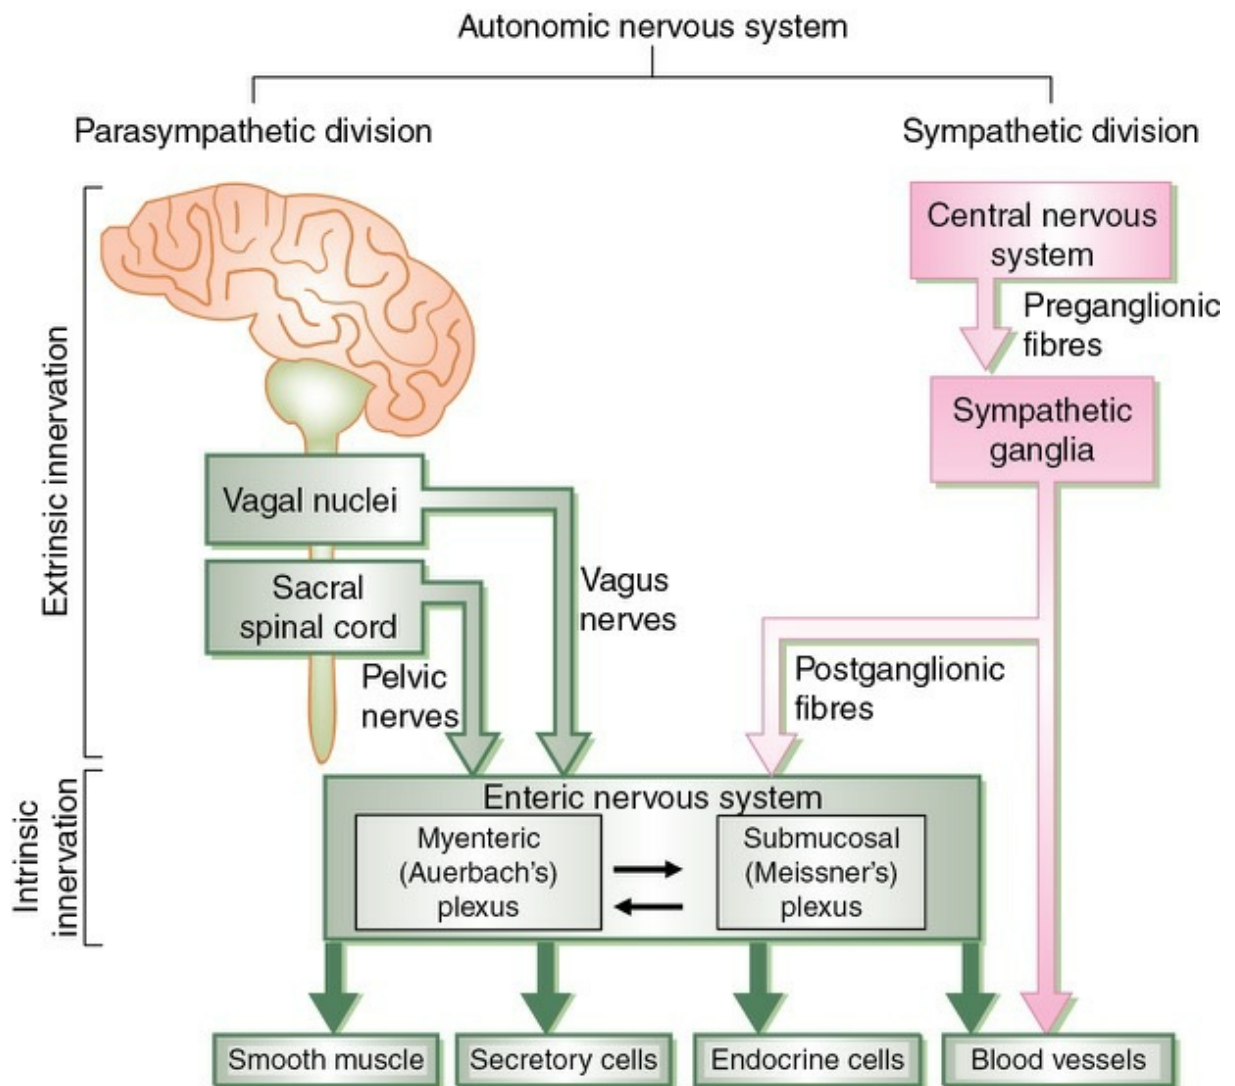 Autonomic nervous system
Parasympathetic division
Sympathetic division
Extrinsic innervation
Central nervous
system
Preganglionic
fibres
Sympathetic
ganglia
Vagal nuclei
Vagus
nerves
Sacral
spinal cord
Pelvic
nerves
Postganglionic
fibres
Intrinsic
innervation
Enteric nervous system
Myenteric
(Auerbach's)
plexus
Submucosal
(Meissner's)
plexus
Smooth muscle
Secretory cells
Endocrine cells
Blood vessels